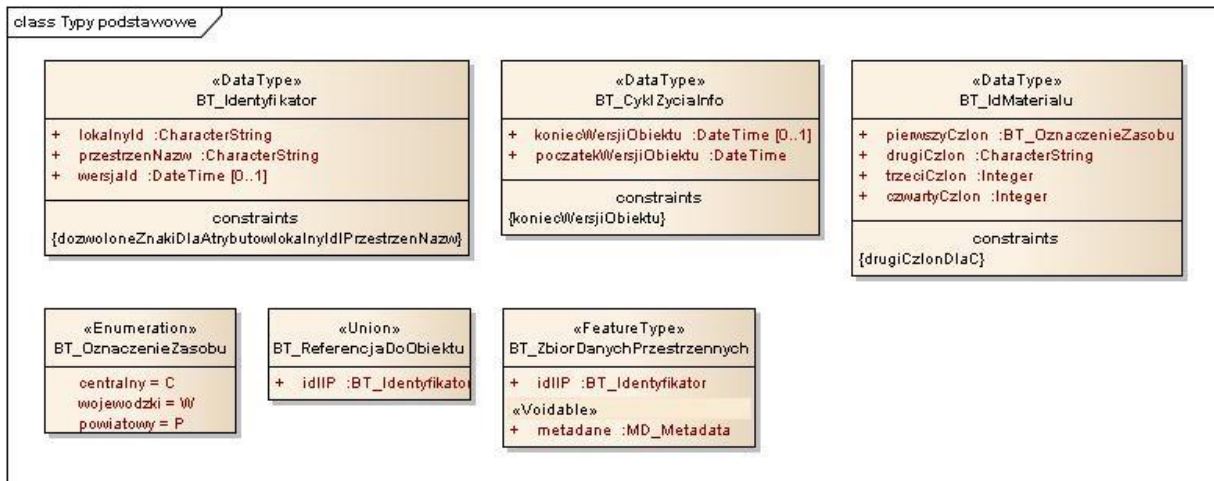 class Typy podstawowe
«DataType»
BT_Identyfikator
+ lokalnyId :CharacterString
+ przestrzenNazw :CharacterString
+ wersjaId :DateTime [0..1]
constraints
{dozwoloneZnakiDlaAtrybutowlokalnyIdIPrzestrzenNazw}
«DataType»
BT_CyklZyciaInfo
+ koniecWersjiObiektu :DateTime [0..1]
+ poczatekWersjiObiektu :DateTime
constraints
{koniecWersjiObiektu}
«DataType»
BT_IdMaterialu
+ pierwszyCzlon :BT_OznaczenieZasobu
+ drugiCzlon :CharacterString
+ trzeciCzlon :Integer
+ czwartyCzlon :Integer
constraints
{drugiCzlonDlaC}
«Enumeration»
BT_OznaczenieZasobu
centralny = C
wojewodzki = W
powiatowy = P
«Union»
BT_ReferencjaDoObiektu
+ idIIP :BT_Identyfikator
«FeatureType»
BT_ZbiorDanychPrzestrzennych
+ idIIP :BT_Identyfikator
«Voidable»
+ metadane :MD_Metadata